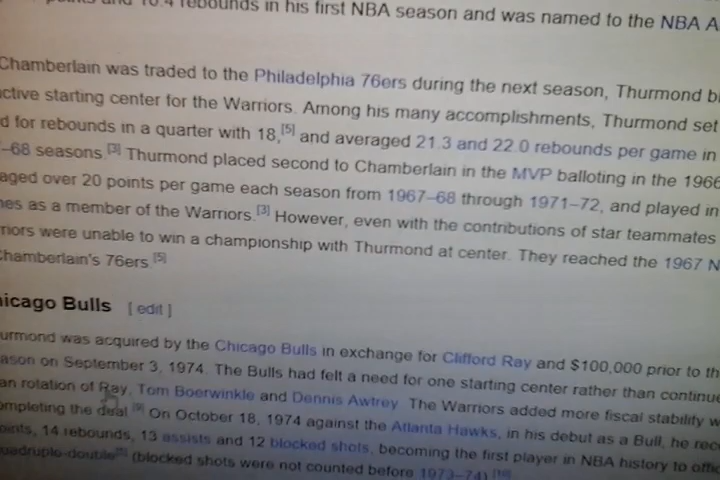 rebounds in his first NBA season and was named to the NBA A
Chamberlain was traded to the Philadelphia 76ers during the next season, Thurmond b
active starting center for the Warriors. Among his many accomplishments, Thurmond set
d for rebounds in a quarter with 18,[5] and averaged 21.3 and 22.0 rebounds per game in
–68 seasons.[3] Thurmond placed second to Chamberlain in the MVP balloting in the 1966
aged over 20 points per game each season from 1967–68 through 1971–72, and played in
es as a member of the Warriors.[3] However, even with the contributions of star teammates
riors were unable to win a championship with Thurmond at center. They reached the 1967 N
Chamberlain's 76ers.[5]
hicago Bulls [ edit ]
urmond was acquired by the Chicago Bulls in exchange for Clifford Ray and $100,000 prior to th
ason on September 3, 1974. The Bulls had felt a need for one starting center rather than continue
an rotation of Ray, Tom Boerwinkle and Dennis Awtrey. The Warriors added more fiscal stability w
ompleting the deal. On October 18, 1974 against the Atlanta Hawks, in his debut as a Bull, he rec
oints, 14 rebounds, 13 assists and 12 blocked shots, becoming the first player in NBA history to offic
quadruple-double (blocked shots were not counted before 1973–74).[10]